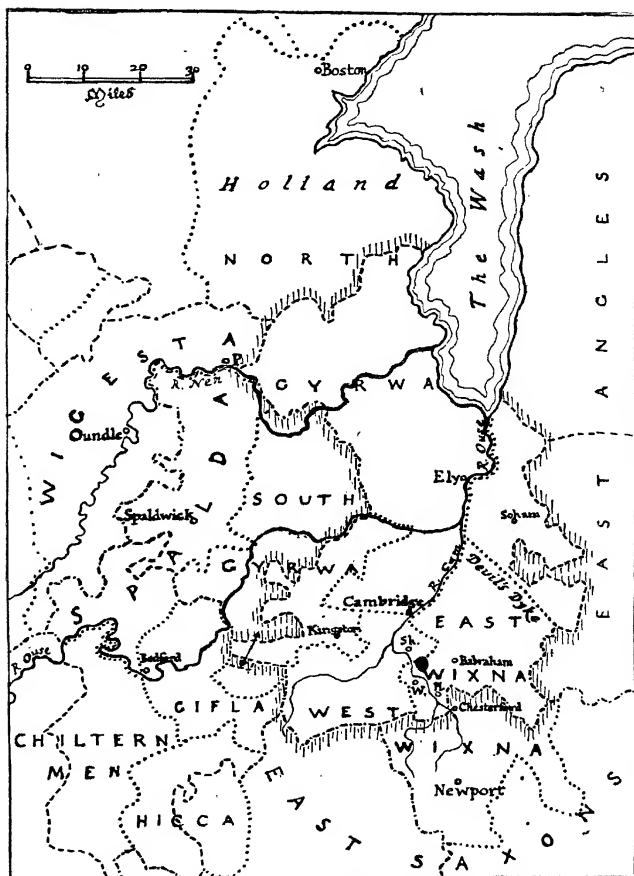 0 10 20 30
Miles
Boston
Holland
The Wash
NORTH
EAST ANGLES
WIGESTA
P.
R. Nen
GYRWA
Oundle
SPALDA
R. Ouse
Ely
SOUTH
Soham
Spaldwick
GYRWA
R. Cam
Devil's Dyke
Cambridge
EAST
Kingston
Sh.
R. Ouse
Bedford
Babraham
WIXNA
W.
GIFLA
WEST
Chesterford
CHILTERN
WIXNA
MEN
EAST SAXONS
Newport
HICCA